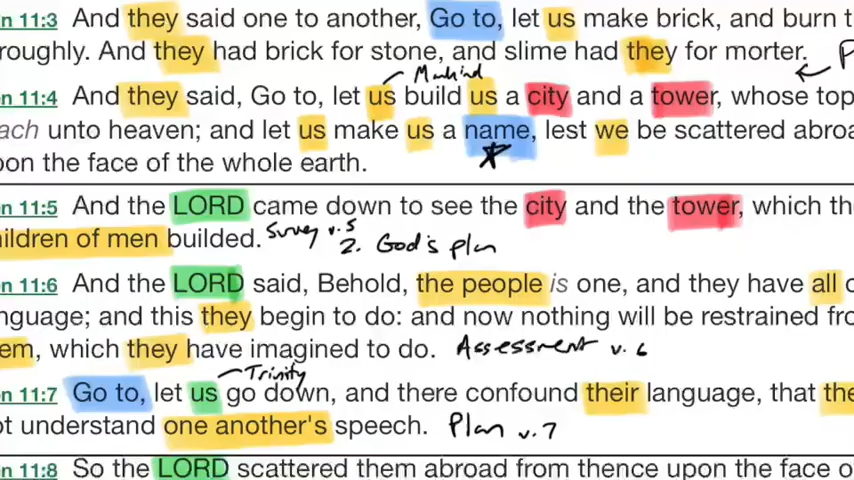 n 11:3 And they said one to another, Go to, let us make brick, and burn t
roughly. And they had brick for stone, and slime had they for morter.
Mankind
n 11:4 And they said, Go to, let us build us a city and a tower, whose top
ach unto heaven; and let us make us a name, lest we be scattered abroa
oon the face of the whole earth.
n 11:5 And the LORD came down to see the city and the tower, which the
ildren of men builded. Survey v.5
2. God's plan
n 11:6 And the LORD said, Behold, the people is one, and they have all o
nguage; and this they begin to do: and now nothing will be restrained fro
em, which they have imagined to do. Assessment v. 6
Trinity
n 11:7 Go to, let us go down, and there confound their language, that the
ot understand one another's speech. Plan v.7
n 11:8 So the LORD scattered them abroad from thence upon the face o